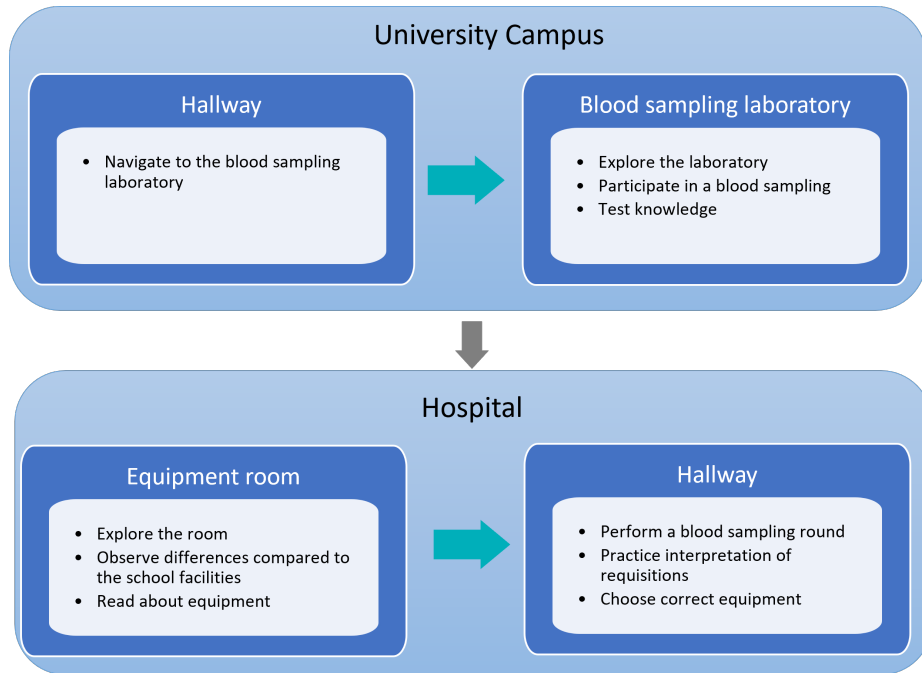 University Campus
Hallway
• Navigate to the blood sampling
laboratory
Blood sampling laboratory
• Explore the laboratory
• Participate in a blood sampling
• Test knowledge
Hospital
Equipment room
• Explore the room
• Observe differences compared to
the school facilities
• Read about equipment
Hallway
• Perform a blood sampling round
• Practice interpretation of
requisitions
• Choose correct equipment